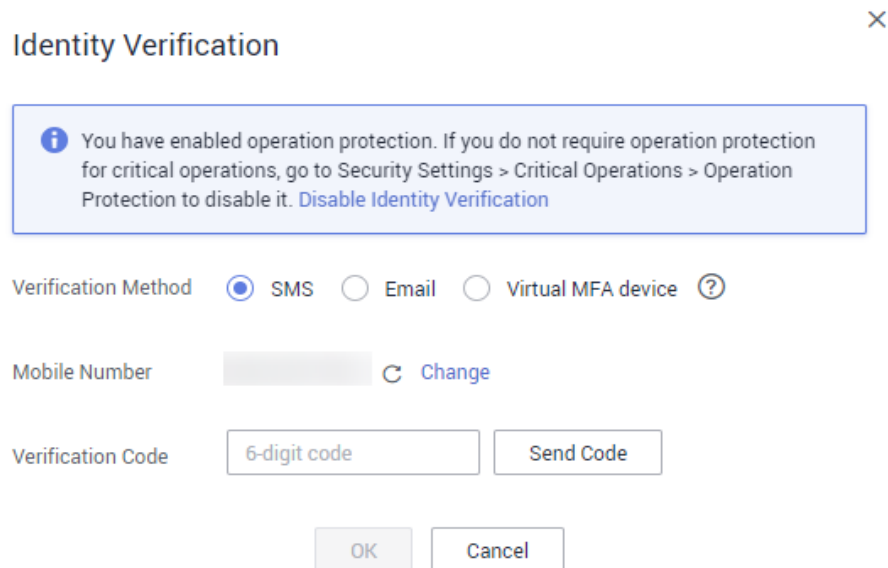 Identity Verification
You have enabled operation protection. If you do not require operation protection
for critical operations, go to Security Settings > Critical Operations > Operation
Protection to disable it. Disable Identity Verification
Verification Method SMS Email Virtual MFA device
Mobile Number Change
Verification Code 6-digit code Send Code
OK Cancel